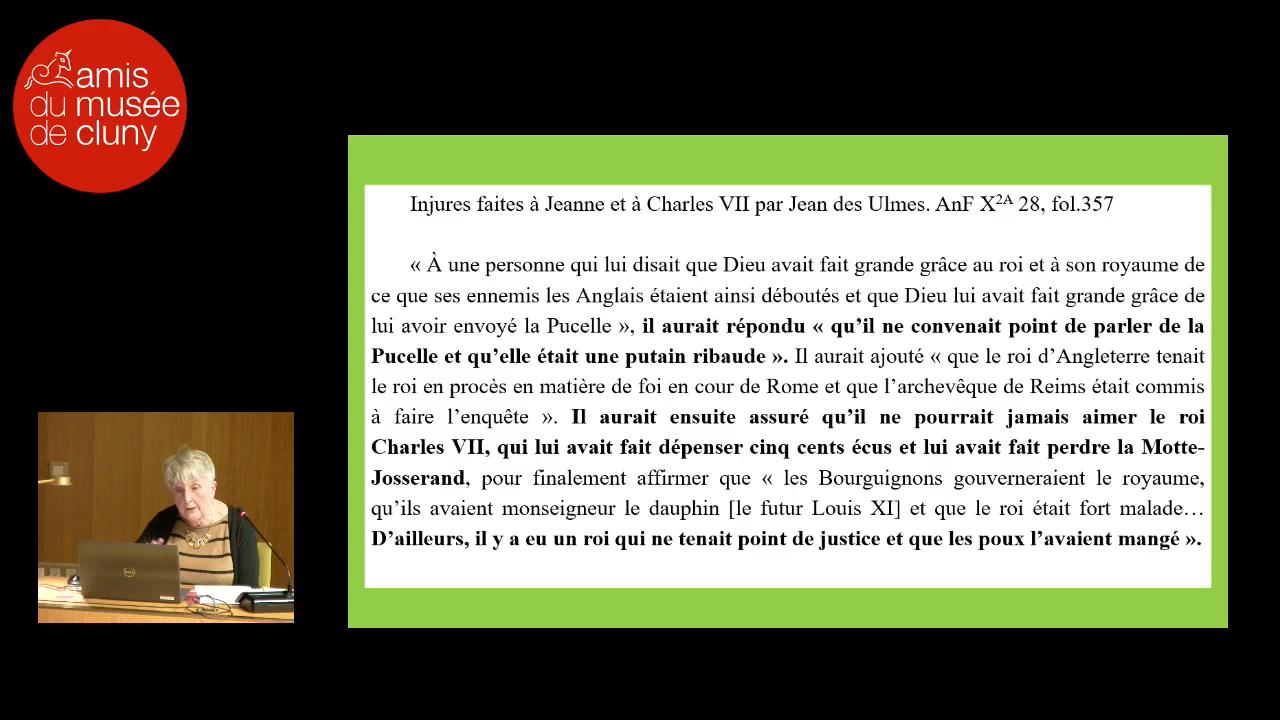 amis
du musée
de cluny
Injures faites à Jeanne et à Charles VII par Jean des Ulmes. AnF X2A 28, fol.357
« À une personne qui lui disait que Dieu avait fait grande grâce au roi et à son royaume de
ce que ses ennemis les Anglais étaient ainsi déboutés et que Dieu lui avait fait grande grâce de
lui avoir envoyé la Pucelle », il aurait répondu « qu’il ne convenait point de parler de la
Pucelle et qu’elle était une putain ribaude ». Il aurait ajouté « que le roi d’Angleterre tenait
le roi en procès en matière de foi en cour de Rome et que l’archevêque de Reims était commis
à faire l’enquête ». Il aurait ensuite assuré qu’il ne pourrait jamais aimer le roi
Charles VII, qui lui avait fait dépenser cinq cents écus et lui avait fait perdre la Motte-
Josserand, pour finalement affirmer que « les Bourguignons gouverneraient le royaume,
qu’ils avaient monseigneur le dauphin [le futur Louis XI] et que le roi était fort malade…
D’ailleurs, il y a eu un roi qui ne tenait point de justice et que les poux l’avaient mangé ».